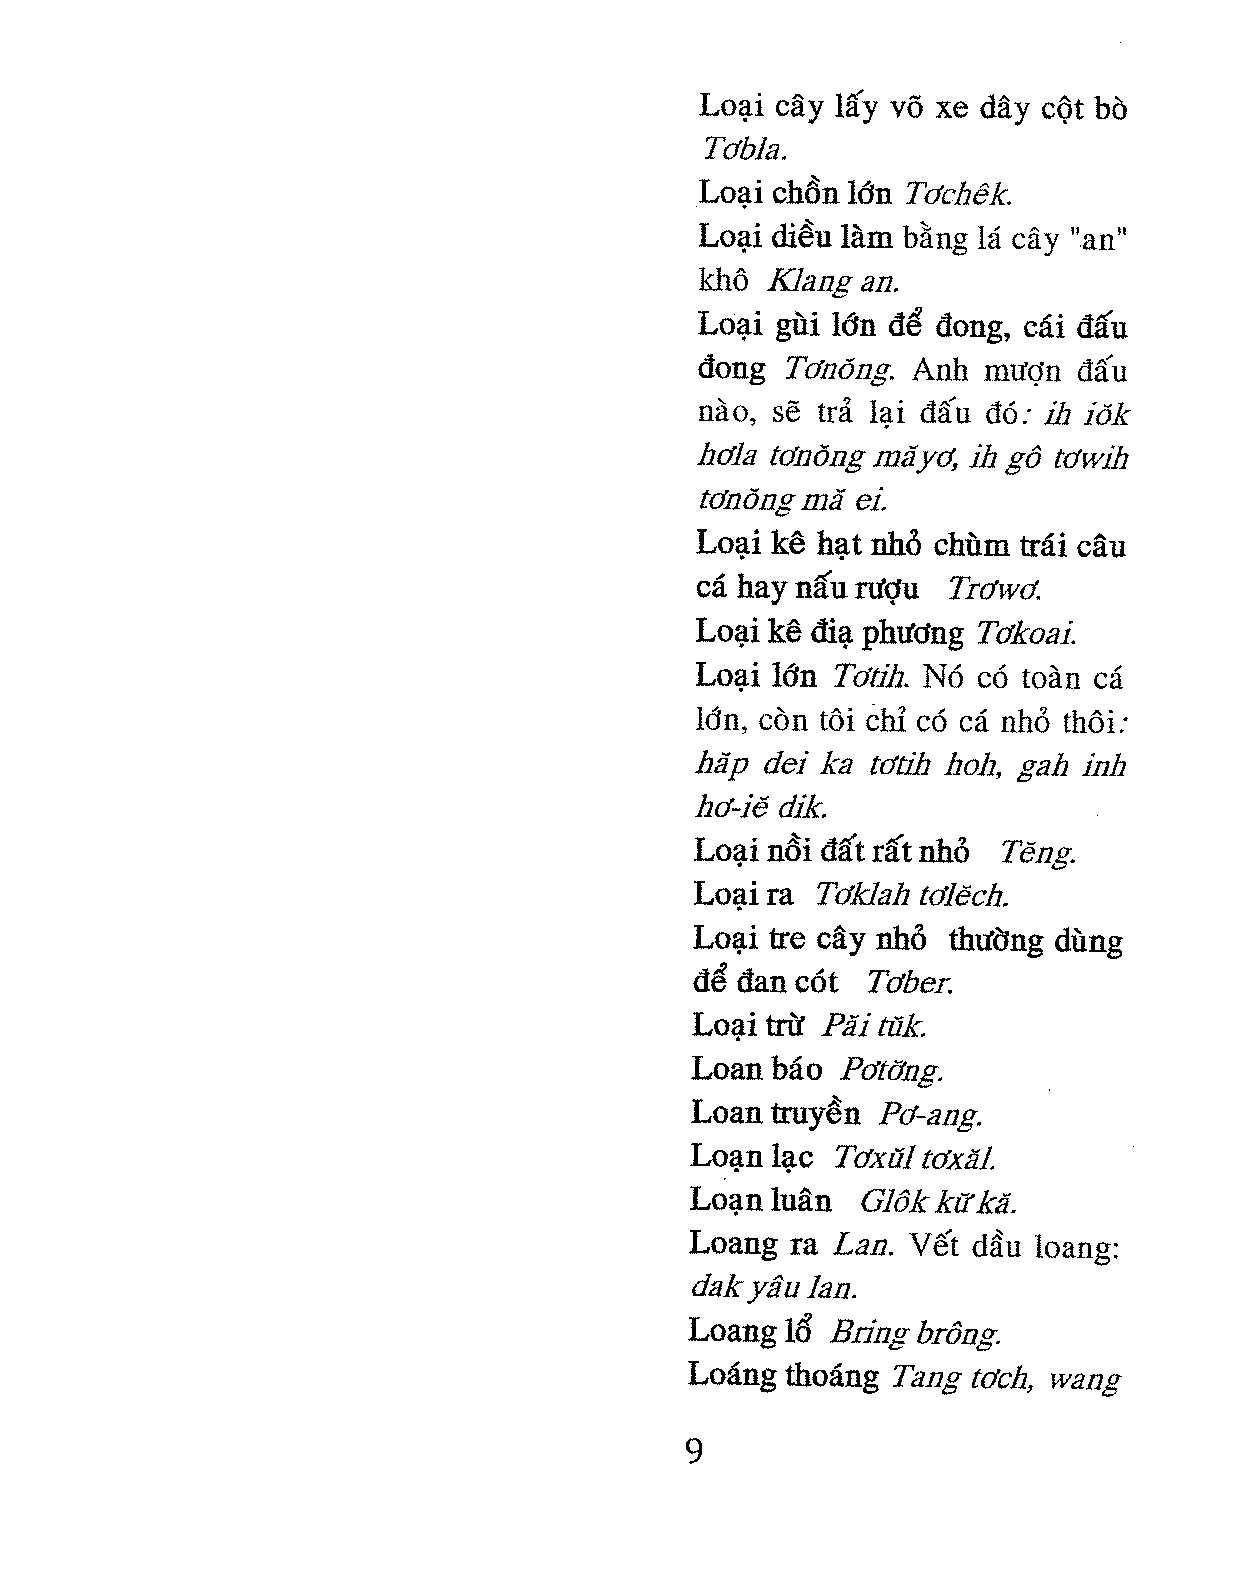 Loại cây lấy võ xe dây cột bò
Tơbla.
Loại chồn lớn Tơchêk.
Loại diều làm bằng lá cây "an"
khô Klang an.
Loại gùi lớn để đong, cái đấu
đong Tơnŏng. Anh mượn đấu
nào, sẽ trả lại đấu đó: ih iŏk
hơla tơnŏng mă yơ, ih gô tơwih
tơnŏng mă ei.
Loại kê hạt nhỏ chùm trái câu
cá hay nấu rượu Trơwơ.
Loại kê điạ phương Tơkoai.
Loại lớn Tơtih. Nó có toàn cá
lớn, còn tôi chỉ có cá nhỏ thôi:
hăp dei ka tơtih hoh, gah inh
hơ-iĕ dik.
Loại nồi đất rất nhỏ Tĕng.
Loại ra Tơklah tơlĕch.
Loại tre cây nhỏ thường dùng
để đan cót Tơber.
Loại trừ Păi tŭk.
Loan báo Pơtơ̆ng.
Loan truyền Pơ-ang.
Loạn lạc Tơxŭl tơxăl.
Loạn luân Glôk kư̆ kă.
Loang ra Lan. Vết dầu loang:
dak yâu lan.
Loang lổ Bring brông.
Loáng thoáng Tang tơch, wang
9